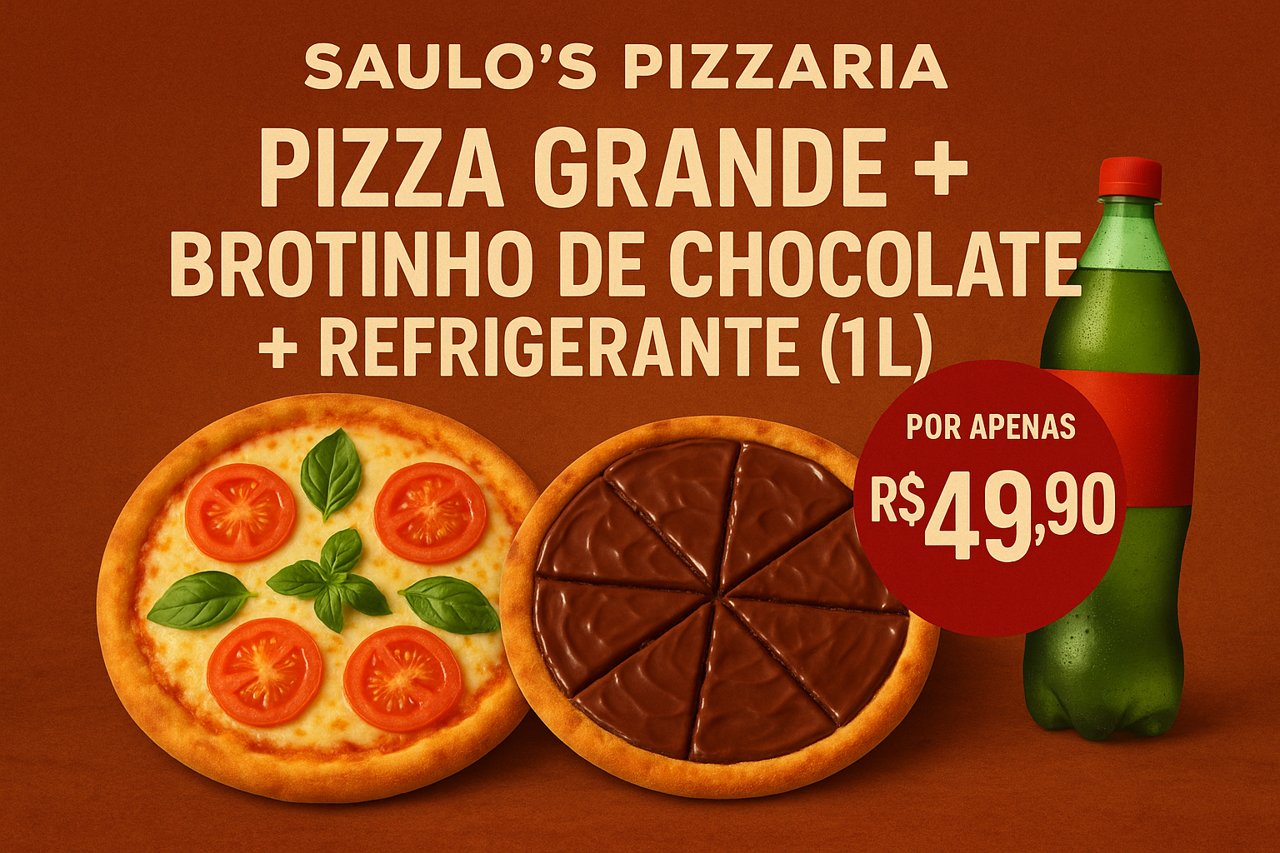 SAULO'S PIZZARIA
PIZZA GRANDE +
BROTINHO DE CHOCOLATE
+ REFRIGERANTE (1L)
POR APENAS
R$49,90